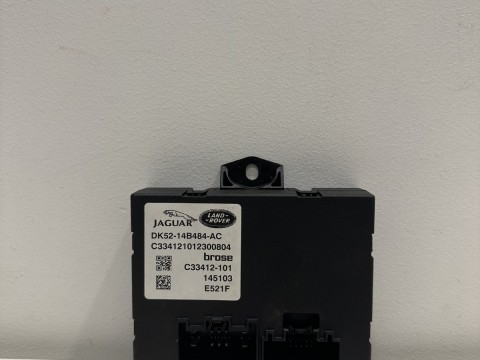 JAGUAR LAND-ROVER
DK52-14B484-AC
C334121012300804
brose
C33412-101
145103
E521F